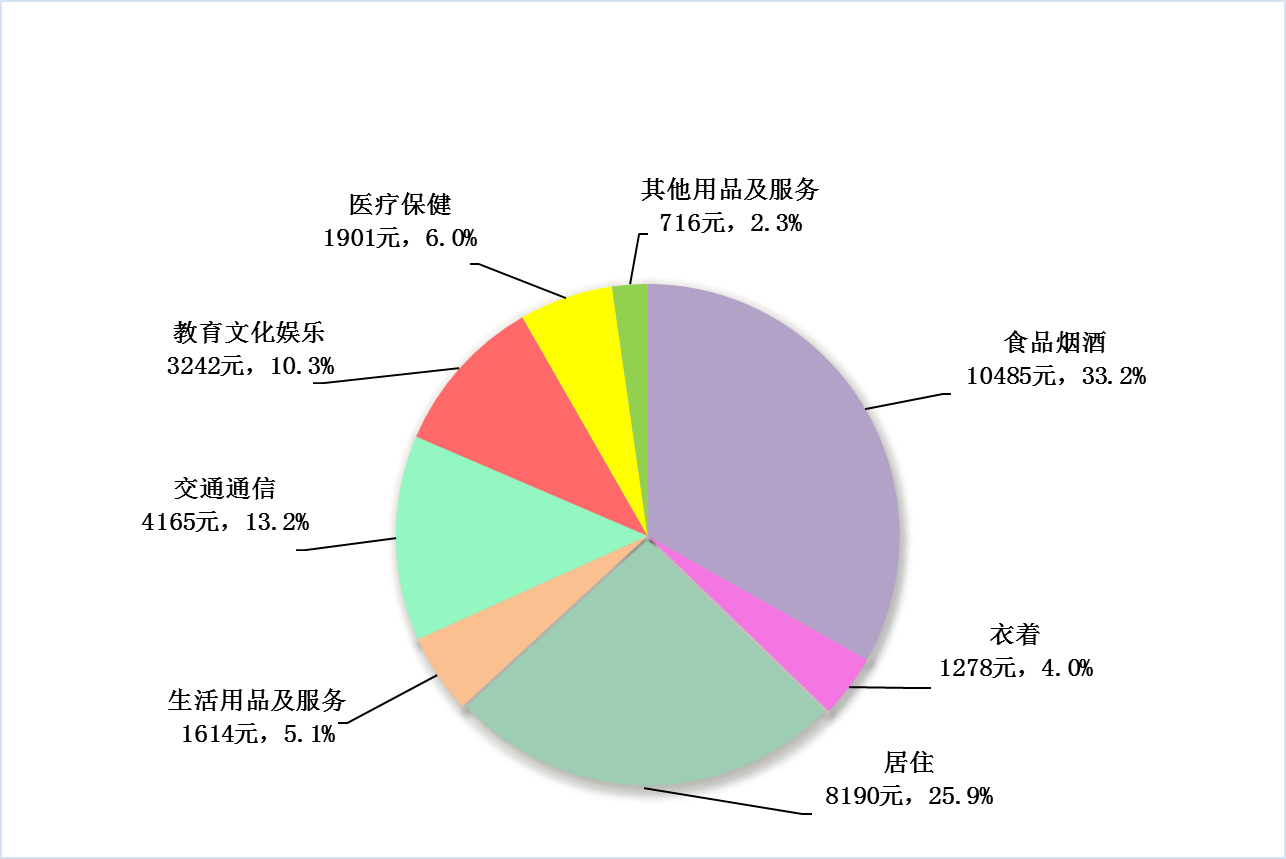 其他用品及服务
716元，2.3%
医疗保健
1901元，6.0%
教育文化娱乐
3242元，10.3%
食品烟酒
10485元，33.2%
交通通信
4165元，13.2%
衣着
1278元，4.0%
生活用品及服务
1614元，5.1%
居住
8190元，25.9%